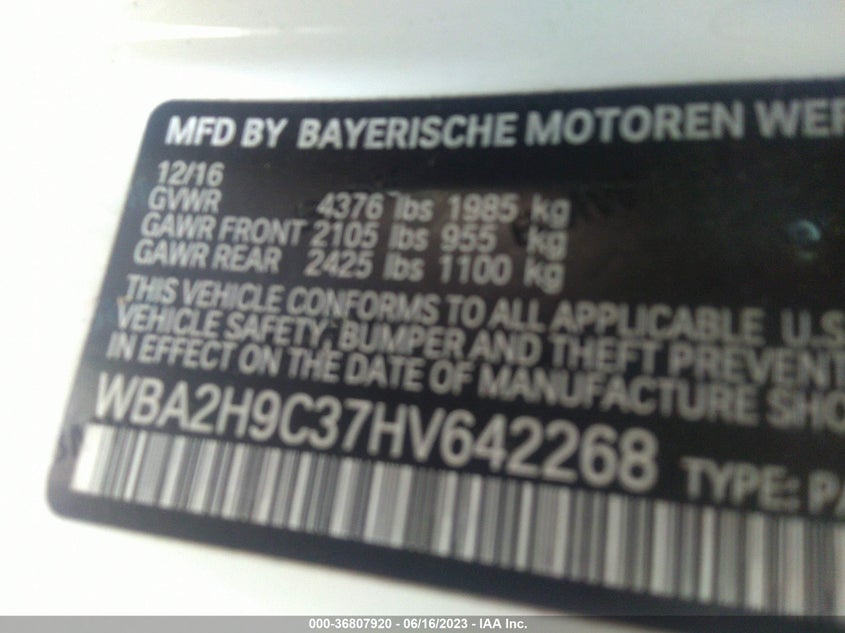 MFD BY BAYERISCHE MOTOREN WER
12/16
GVWR 4376 lbs 1985 kg
GAWR FRONT 2105 lbs 955 kg
GAWR REAR 2425 lbs 1100 kg
THIS VEHICLE CONFORMS TO ALL APPLICABLE U.S
VEHICLE SAFETY, BUMPER AND THEFT PREVENT
IN EFFECT ON THE DATE OF MANUFACTURE SHO
WBA2H9C37HV642268 TYPE: PA
000-36807920 - 06/16/2023 - IAA Inc.